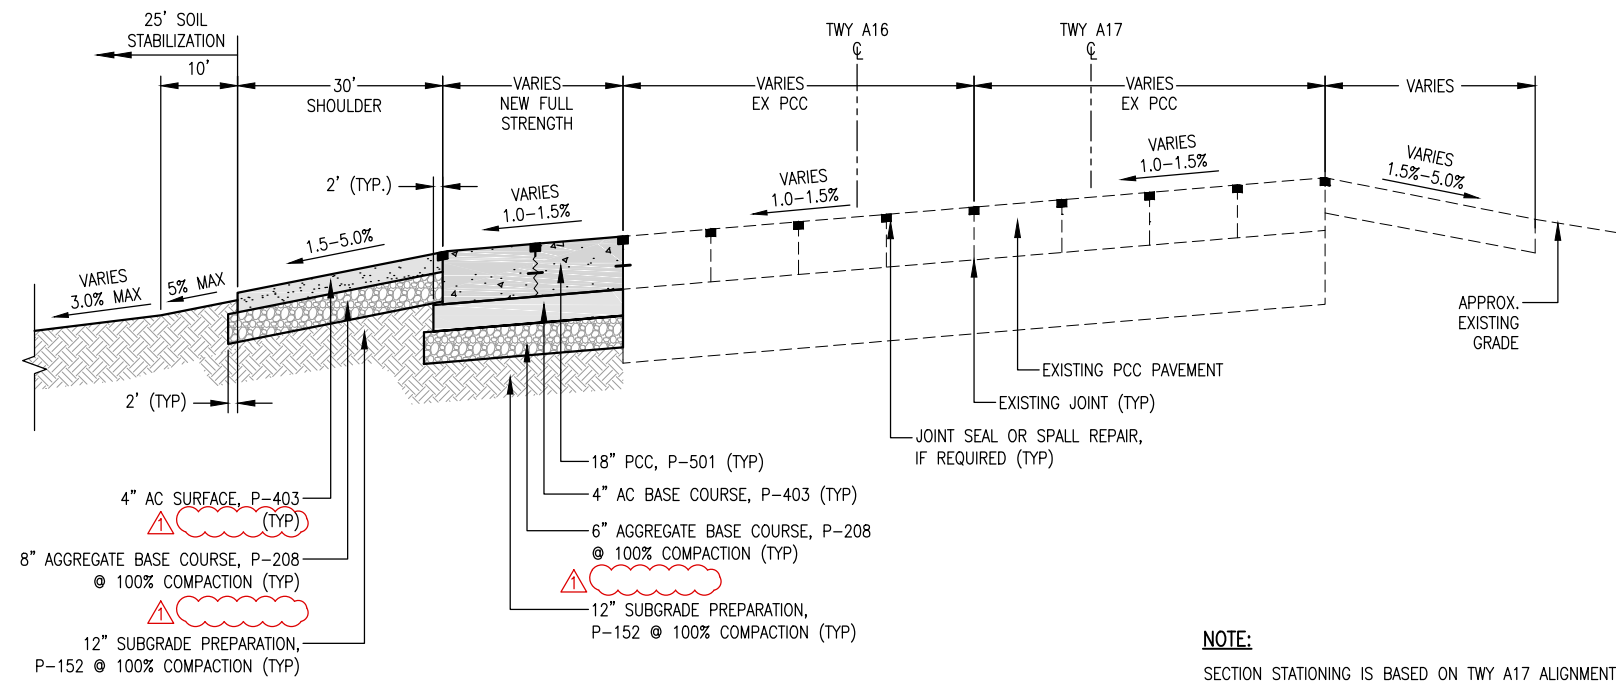 25' SOIL
STABILIZATION
10'
30'
SHOULDER
VARIES
NEW FULL
STRENGTH
TWY A16
℄
VARIES
EX PCC
TWY A17
℄
VARIES
EX PCC
VARIES
2' (TYP.)
VARIES
1.0-1.5%
VARIES
1.0-1.5%
VARIES
1.0-1.5%
VARIES
1.5%-5.0%
1.5-5.0%
5% MAX
VARIES
3.0% MAX
2' (TYP)
APPROX.
EXISTING
GRADE
EXISTING PCC PAVEMENT
EXISTING JOINT (TYP)
JOINT SEAL OR SPALL REPAIR,
IF REQUIRED (TYP)
18" PCC, P-501 (TYP)
4" AC BASE COURSE, P-403 (TYP)
6" AGGREGATE BASE COURSE, P-208
@ 100% COMPACTION (TYP)
1
12" SUBGRADE PREPARATION,
P-152 @ 100% COMPACTION (TYP)
4" AC SURFACE, P-403
1 (TYP)
8" AGGREGATE BASE COURSE, P-208
@ 100% COMPACTION (TYP)
1
12" SUBGRADE PREPARATION,
P-152 @ 100% COMPACTION (TYP)
NOTE:
SECTION STATIONING IS BASED ON TWY A17 ALIGNMENT